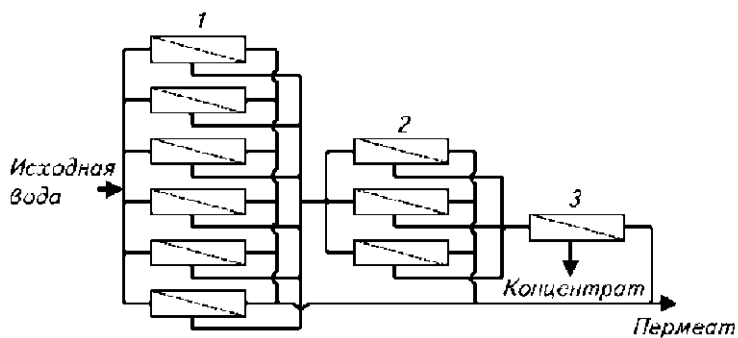 1
2
Исходная
вода
3
Концентрат
Пермеат